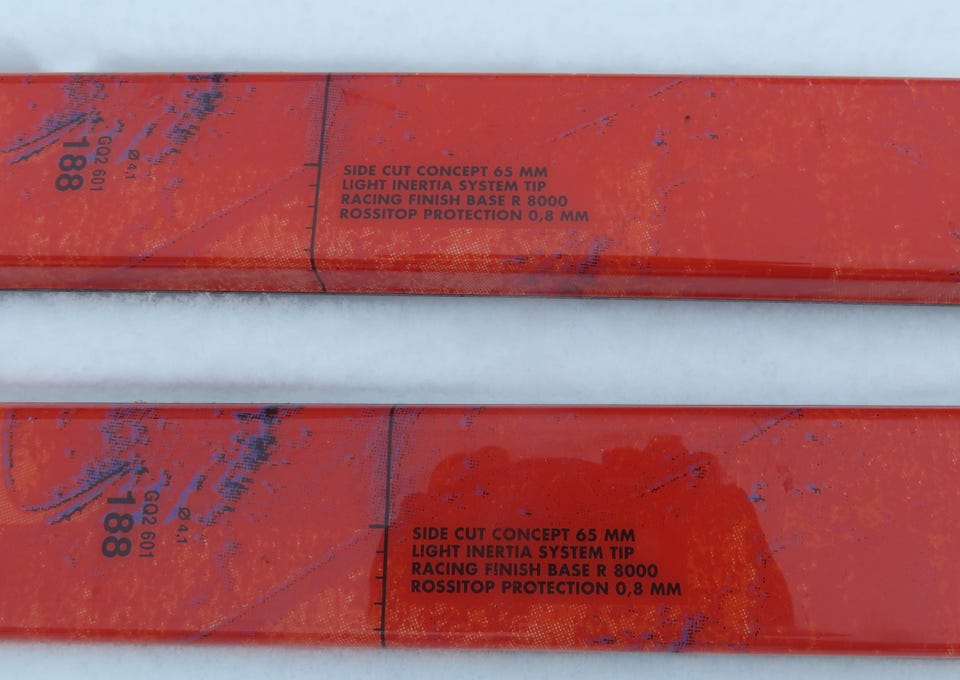 188
GQ2 601
Ø 4,1
SIDE CUT CONCEPT 65 MM
LIGHT INERTIA SYSTEM TIP
RACING FINISH BASE R 8000
ROSSITOP PROTECTION 0,8 MM
188
GQ2 601
Ø 4,1
SIDE CUT CONCEPT 65 MM
LIGHT INERTIA SYSTEM TIP
RACING FINISH BASE R 8000
ROSSITOP PROTECTION 0,8 MM